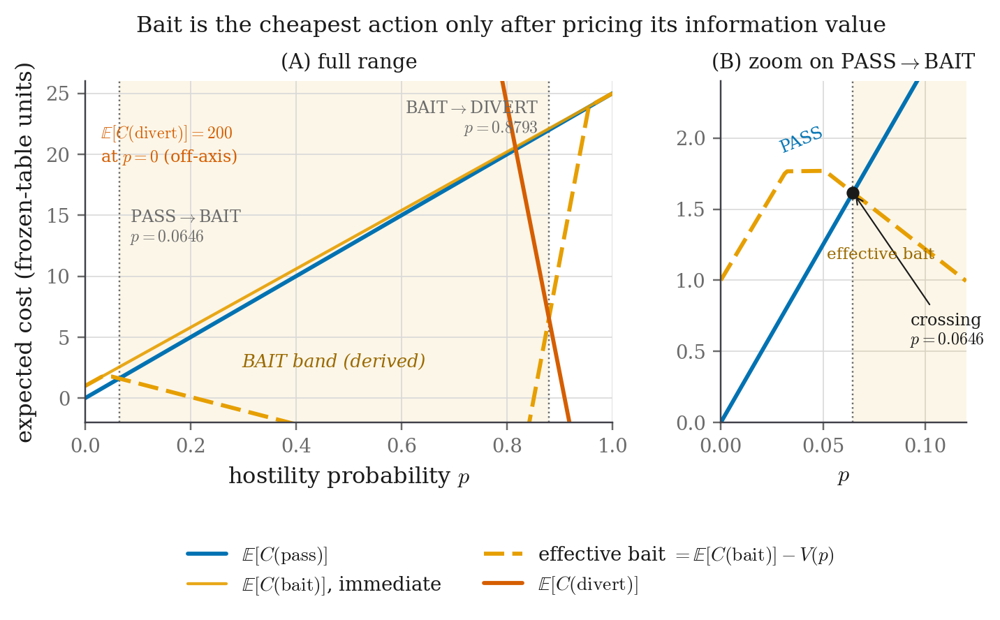 Bait is the cheapest action only after pricing its information value
(A) full range
(B) zoom on PASS→BAIT
expected cost (frozen-table units)
25
20
15
10
5
0
𝔼[C(divert)] = 200
at p = 0 (off-axis)
BAIT→DIVERT
p = 0.8793
PASS→BAIT
p = 0.0646
BAIT band (derived)
0.0 0.2 0.4 0.6 0.8 1.0
hostility probability p
2.0
1.5
1.0
0.5
0.0
PASS
effective bait
crossing
p = 0.0646
0.00 0.05 0.10
p
𝔼[C(pass)]
𝔼[C(bait)], immediate
effective bait = 𝔼[C(bait)] − V(p)
𝔼[C(divert)]